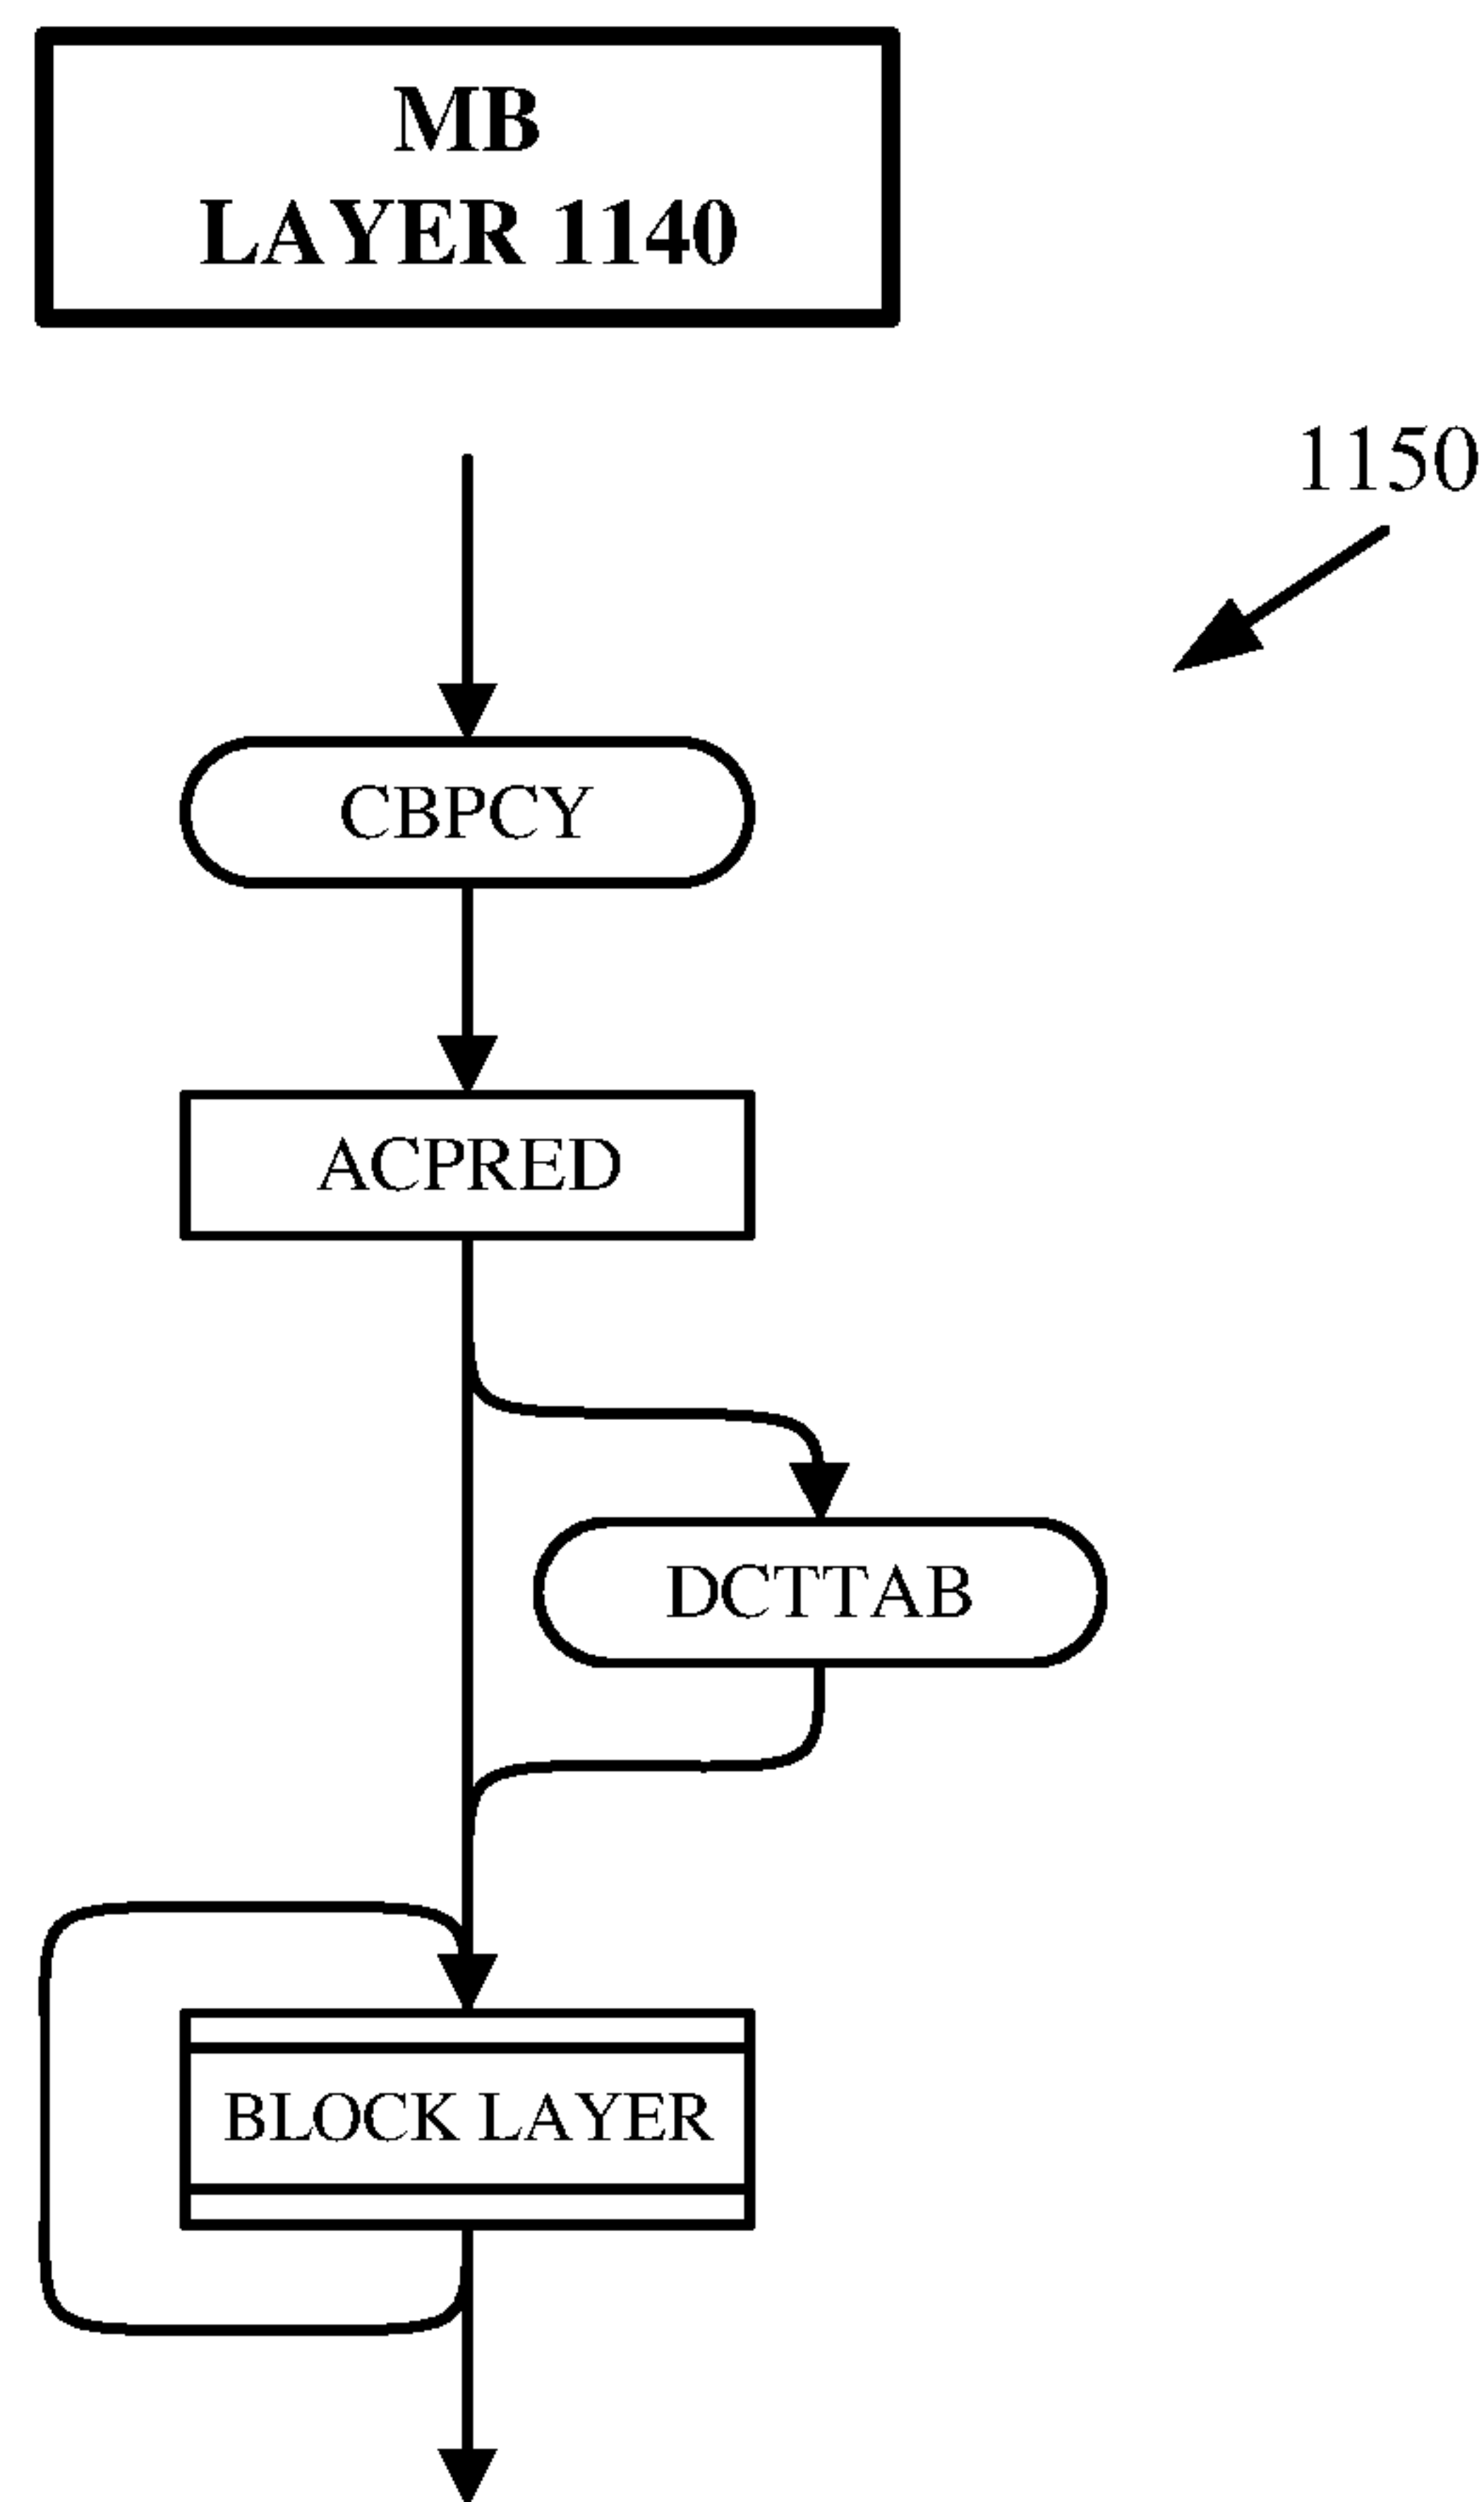 MB
LAYER 1140
1150
CBPCY
ACPRED
DCTTAB
BLOCK LAYER